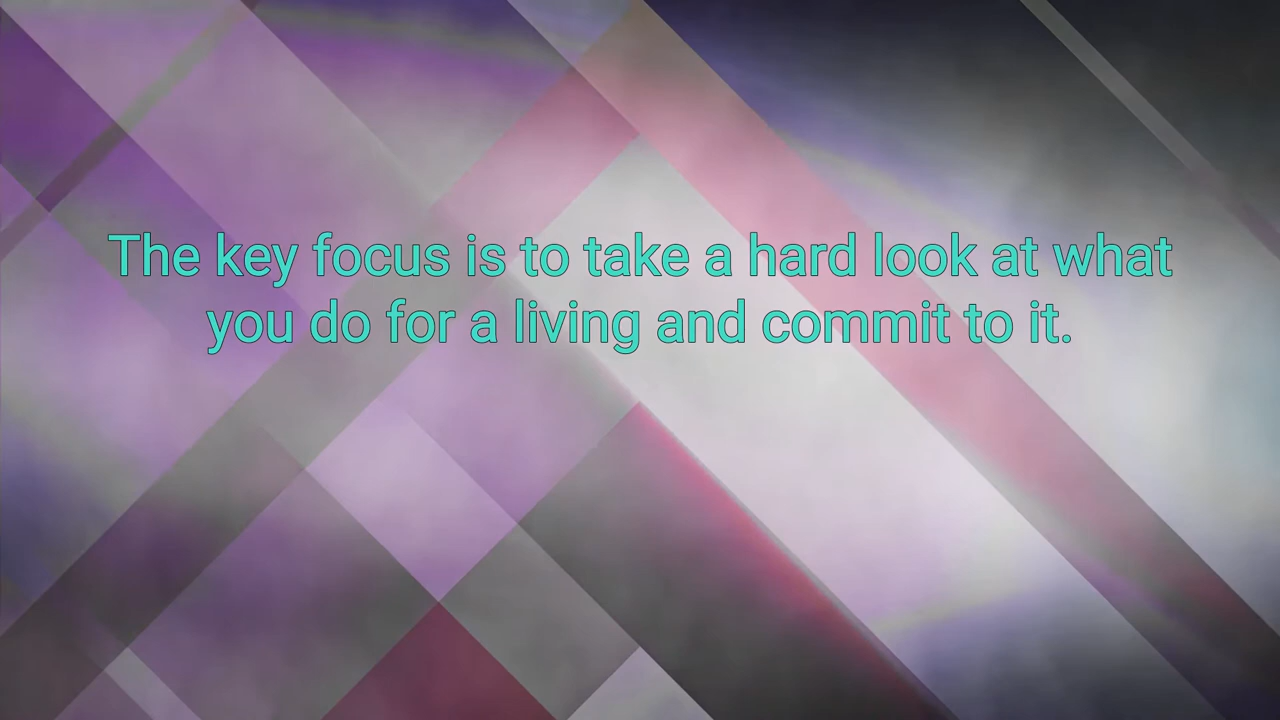 The key focus is to take a hard look at what
you do for a living and commit to it.